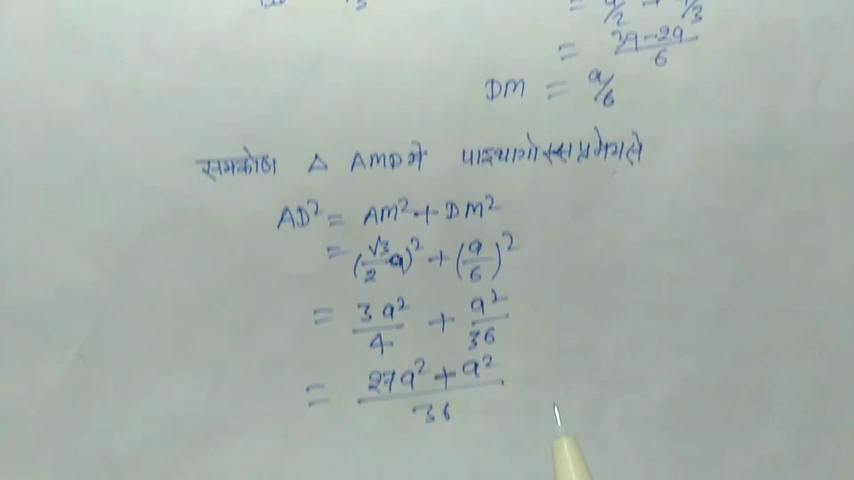 = 3a-2a/6
DM = a/6
समकोण △ AMD में पाइथागोरस प्रमेय से
AD² = AM² + DM²
= (√3/2 a)² + (a/6)²
= 3a²/4 + a²/36
= 27a² + a²/36